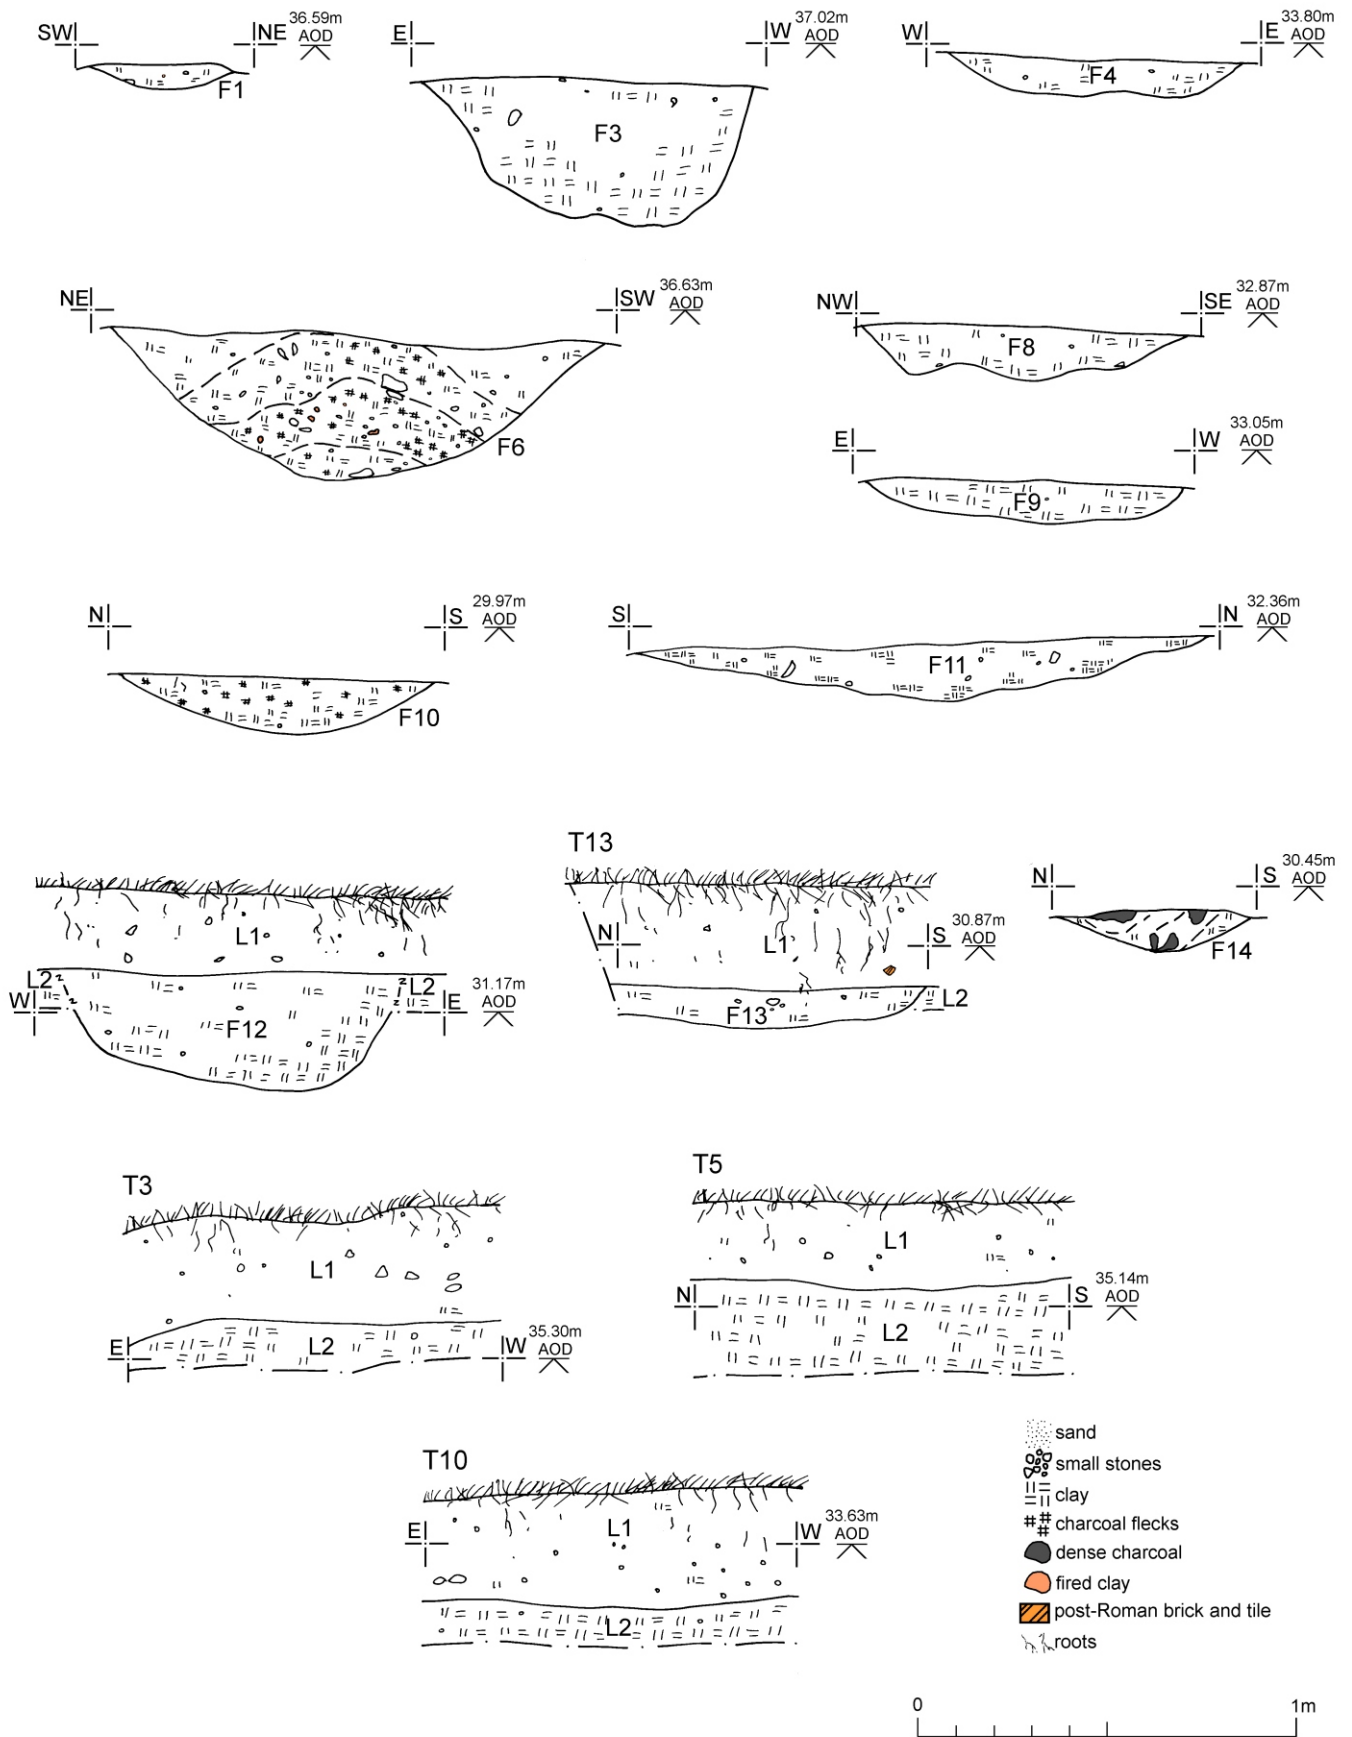 SW NE 36.59m AOD
F1
E W 37.02m AOD
F3
W E 33.80m AOD
F4
NE SW 36.63m AOD
F6
NW SE 32.87m AOD
F8
E W 33.05m AOD
F9
N S 29.97m AOD
F10
S N 32.36m AOD
F11
L1
L2 L2
W E 31.17m AOD
F12
T13
L1
N S 30.87m AOD
L2
F13
N S 30.45m AOD
F14
T3
L1
L2
E W 35.30m AOD
T5
L1
N S 35.14m AOD
L2
T10
L1
E W 33.63m AOD
L2
sand
small stones
clay
charcoal flecks
dense charcoal
fired clay
post-Roman brick and tile
roots
0 1m